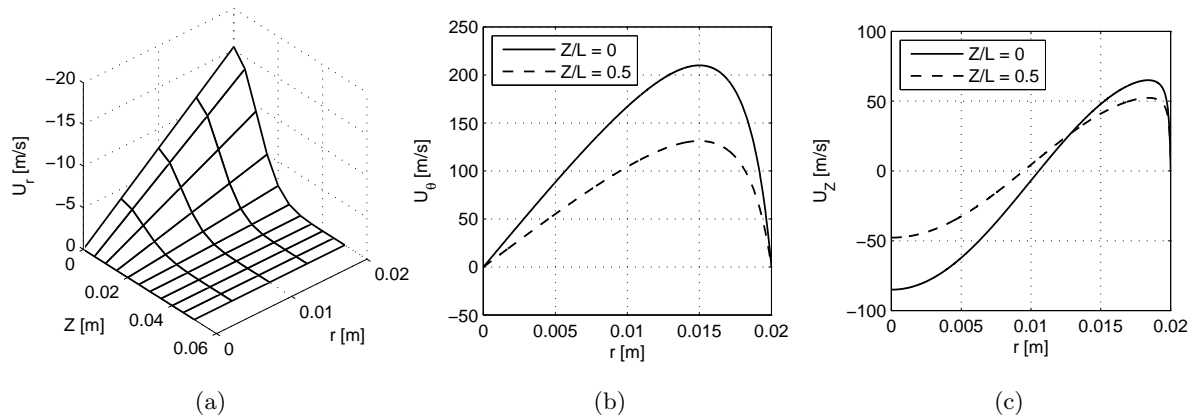 −20
−15
−10
−5
0
U_r [m/s]
0
0.02
0.04
0.06
Z [m]
0
0.01
0.02
r [m]
(a)
250
200
150
100
50
0
−50
U_θ [m/s]
Z/L = 0
Z/L = 0.5
0
0.005
0.01
0.015
0.02
r [m]
(b)
100
50
0
−50
−100
U_Z [m/s]
Z/L = 0
Z/L = 0.5
0
0.005
0.01
0.015
0.02
r [m]
(c)